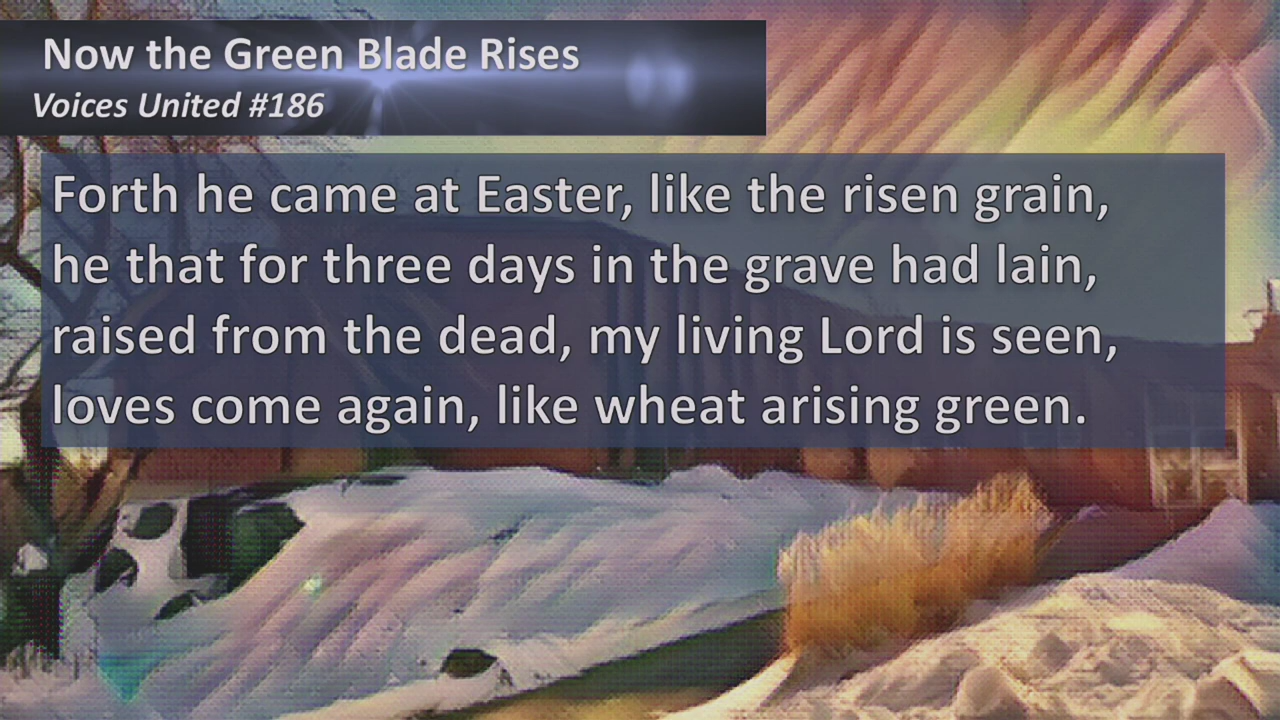 Now the Green Blade Rises
Voices United #186
Forth he came at Easter, like the risen grain,
he that for three days in the grave had lain,
raised from the dead, my living Lord is seen,
loves come again, like wheat arising green.